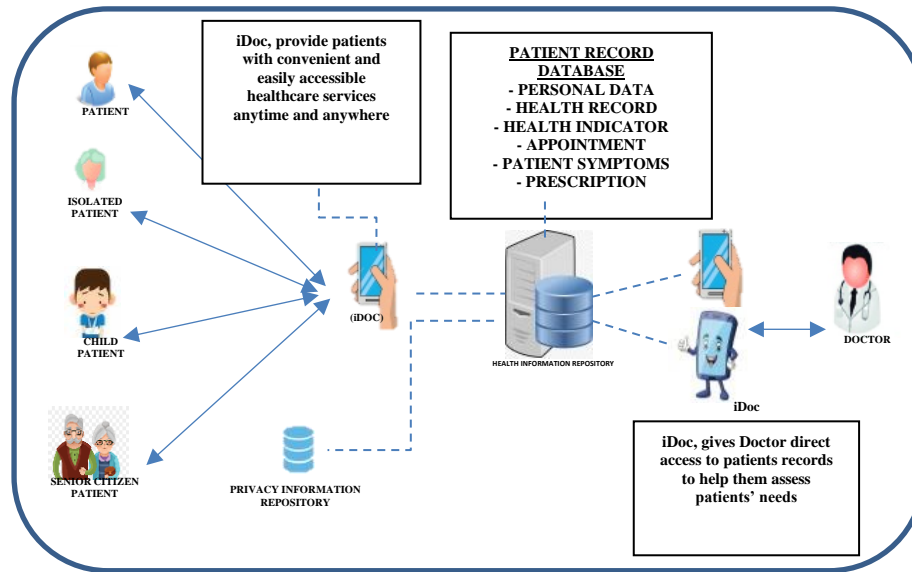 iDoc, provide patients
with convenient and
easily accessible
healthcare services
anytime and anywhere
PATIENT RECORD
DATABASE
- PERSONAL DATA
- HEALTH RECORD
- HEALTH INDICATOR
- APPOINTMENT
- PATIENT SYMPTOMS
- PRESCRIPTION
PATIENT
ISOLATED
PATIENT
CHILD
PATIENT
SENIOR CITIZEN
PATIENT
(iDOC)
PRIVACY INFORMATION
REPOSITORY
HEALTH INFORMATION REPOSITORY
iDoc
DOCTOR
iDoc, gives Doctor direct
access to patients records
to help them assess
patients’ needs